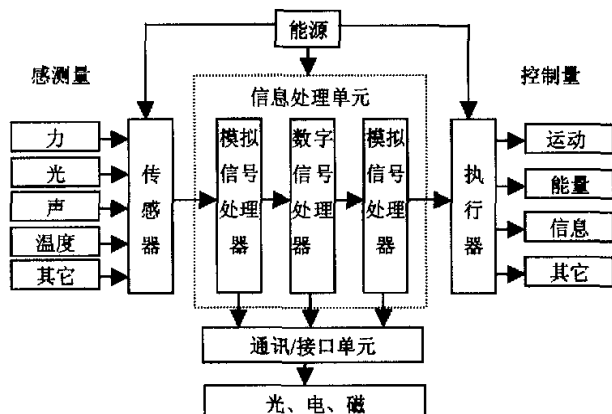 能源
感测量
控制量
信息处理单元
力
光
声
温度
其它
传
感
器
模拟
信号
处理
器
数字
信号
处理
器
模拟
信号
处理
器
执
行
器
运动
能量
信息
其它
通讯/接口单元
光、电、磁